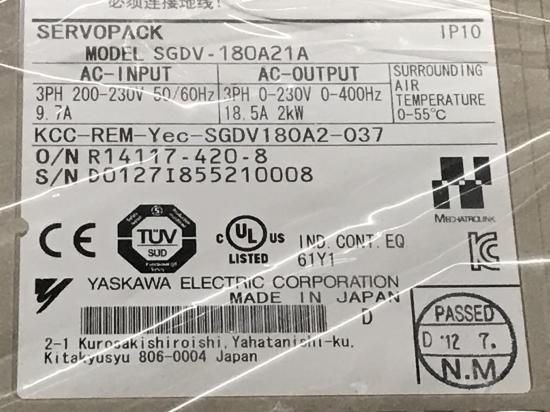 必须连接地线!
SERVOPACK IP10
MODEL SGDV-180A21A
AC-INPUT AC-OUTPUT SURROUNDING AIR TEMPERATURE 0-55℃
3PH 200-230V 50/60Hz 3PH 0-230V 0-400Hz
9.7A 18.5A 2kW
KCC-REM-Yec-SGDV180A2-037
O/N R14117-420-8
S/N D0127I855210008
MECHATROLINK
CE TÜV SÜD c UL US LISTED IND. CONT. EQ 61Y1
YASKAWA ELECTRIC CORPORATION
MADE IN JAPAN D
2-1 Kurosakishiroishi, Yahatanishi-ku,
Kitakyusyu 806-0004 Japan
PASSED
D '12 7.
N.M